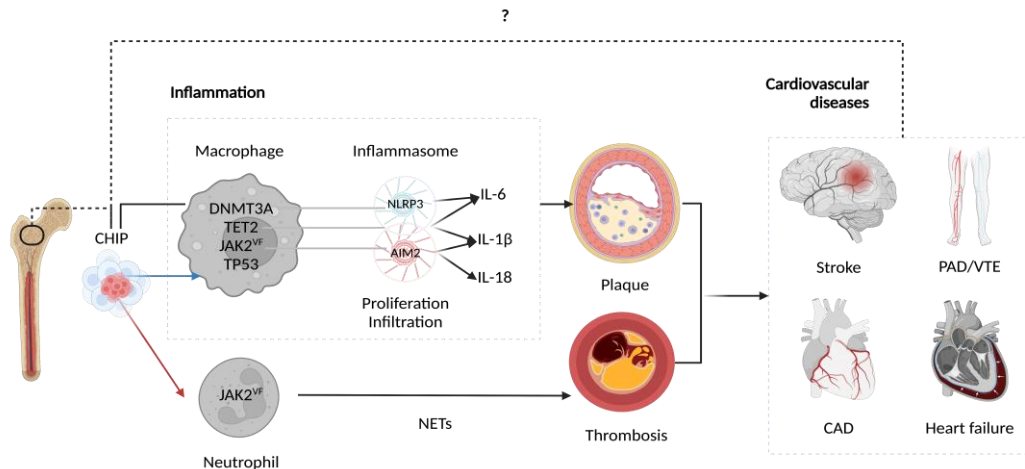 ?
Inflammation
Cardiovascular
diseases
Macrophage
Inflammasome
DNMT3A
TET2
JAK2VF
TP53
NLRP3
AIM2
IL-6
IL-1β
IL-18
Proliferation
Infiltration
CHIP
Plaque
Stroke
PAD/VTE
JAK2VF
Neutrophil
NETs
Thrombosis
CAD
Heart failure